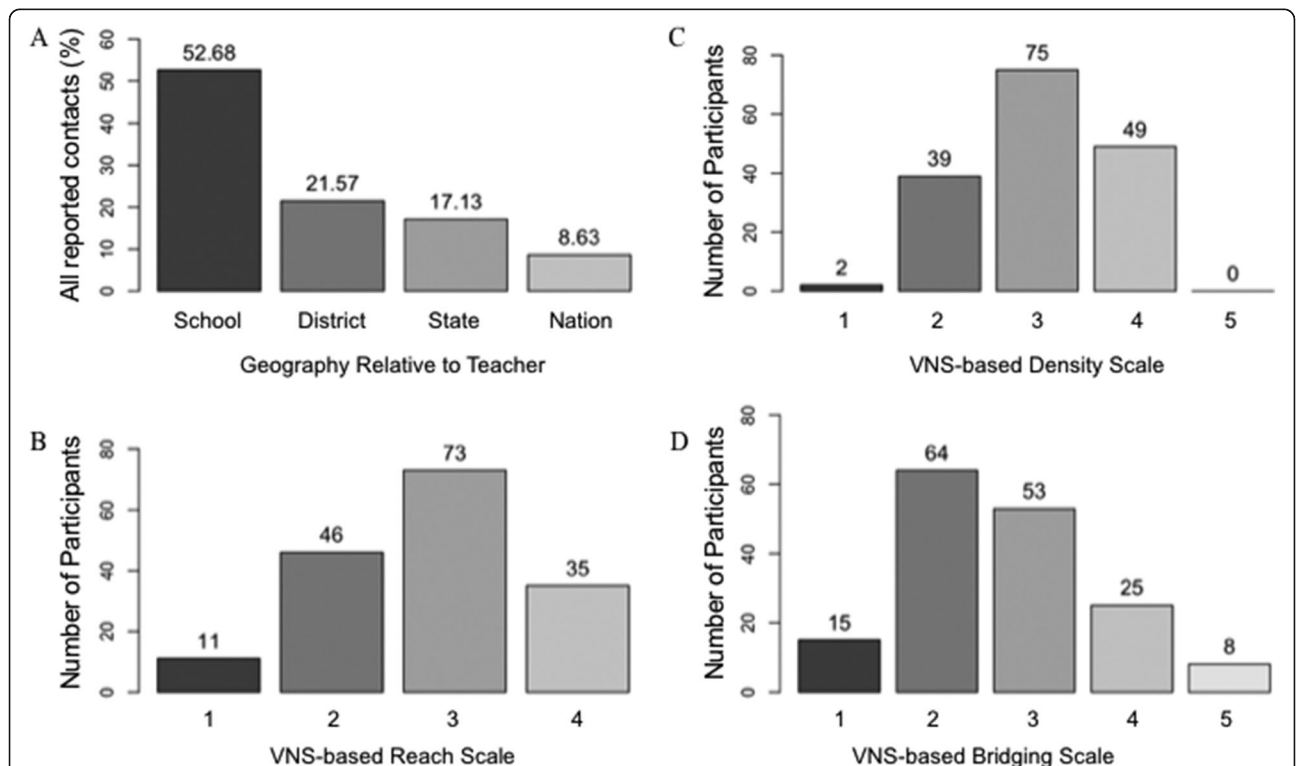 A
All reported contacts (%)
60
50
40
30
20
10
0
52.68
21.57
17.13
8.63
School District State Nation
Geography Relative to Teacher
B
Number of Participants
80
60
40
20
0
11
46
73
35
1 2 3 4
VNS-based Reach Scale
C
Number of Participants
80
60
40
20
0
2
39
75
49
0
1 2 3 4 5
VNS-based Density Scale
D
Number of Participants
80
60
40
20
0
15
64
53
25
8
1 2 3 4 5
VNS-based Bridging Scale